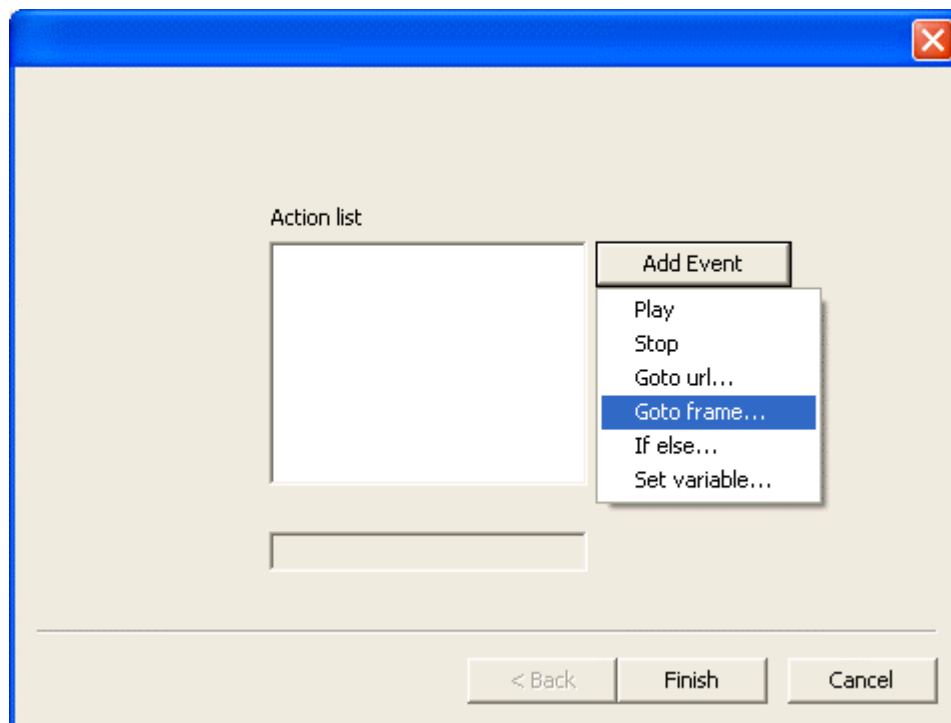 Action list
Add Event
Play
Stop
Goto url...
Goto frame...
If else...
Set variable...
< Back
Finish
Cancel